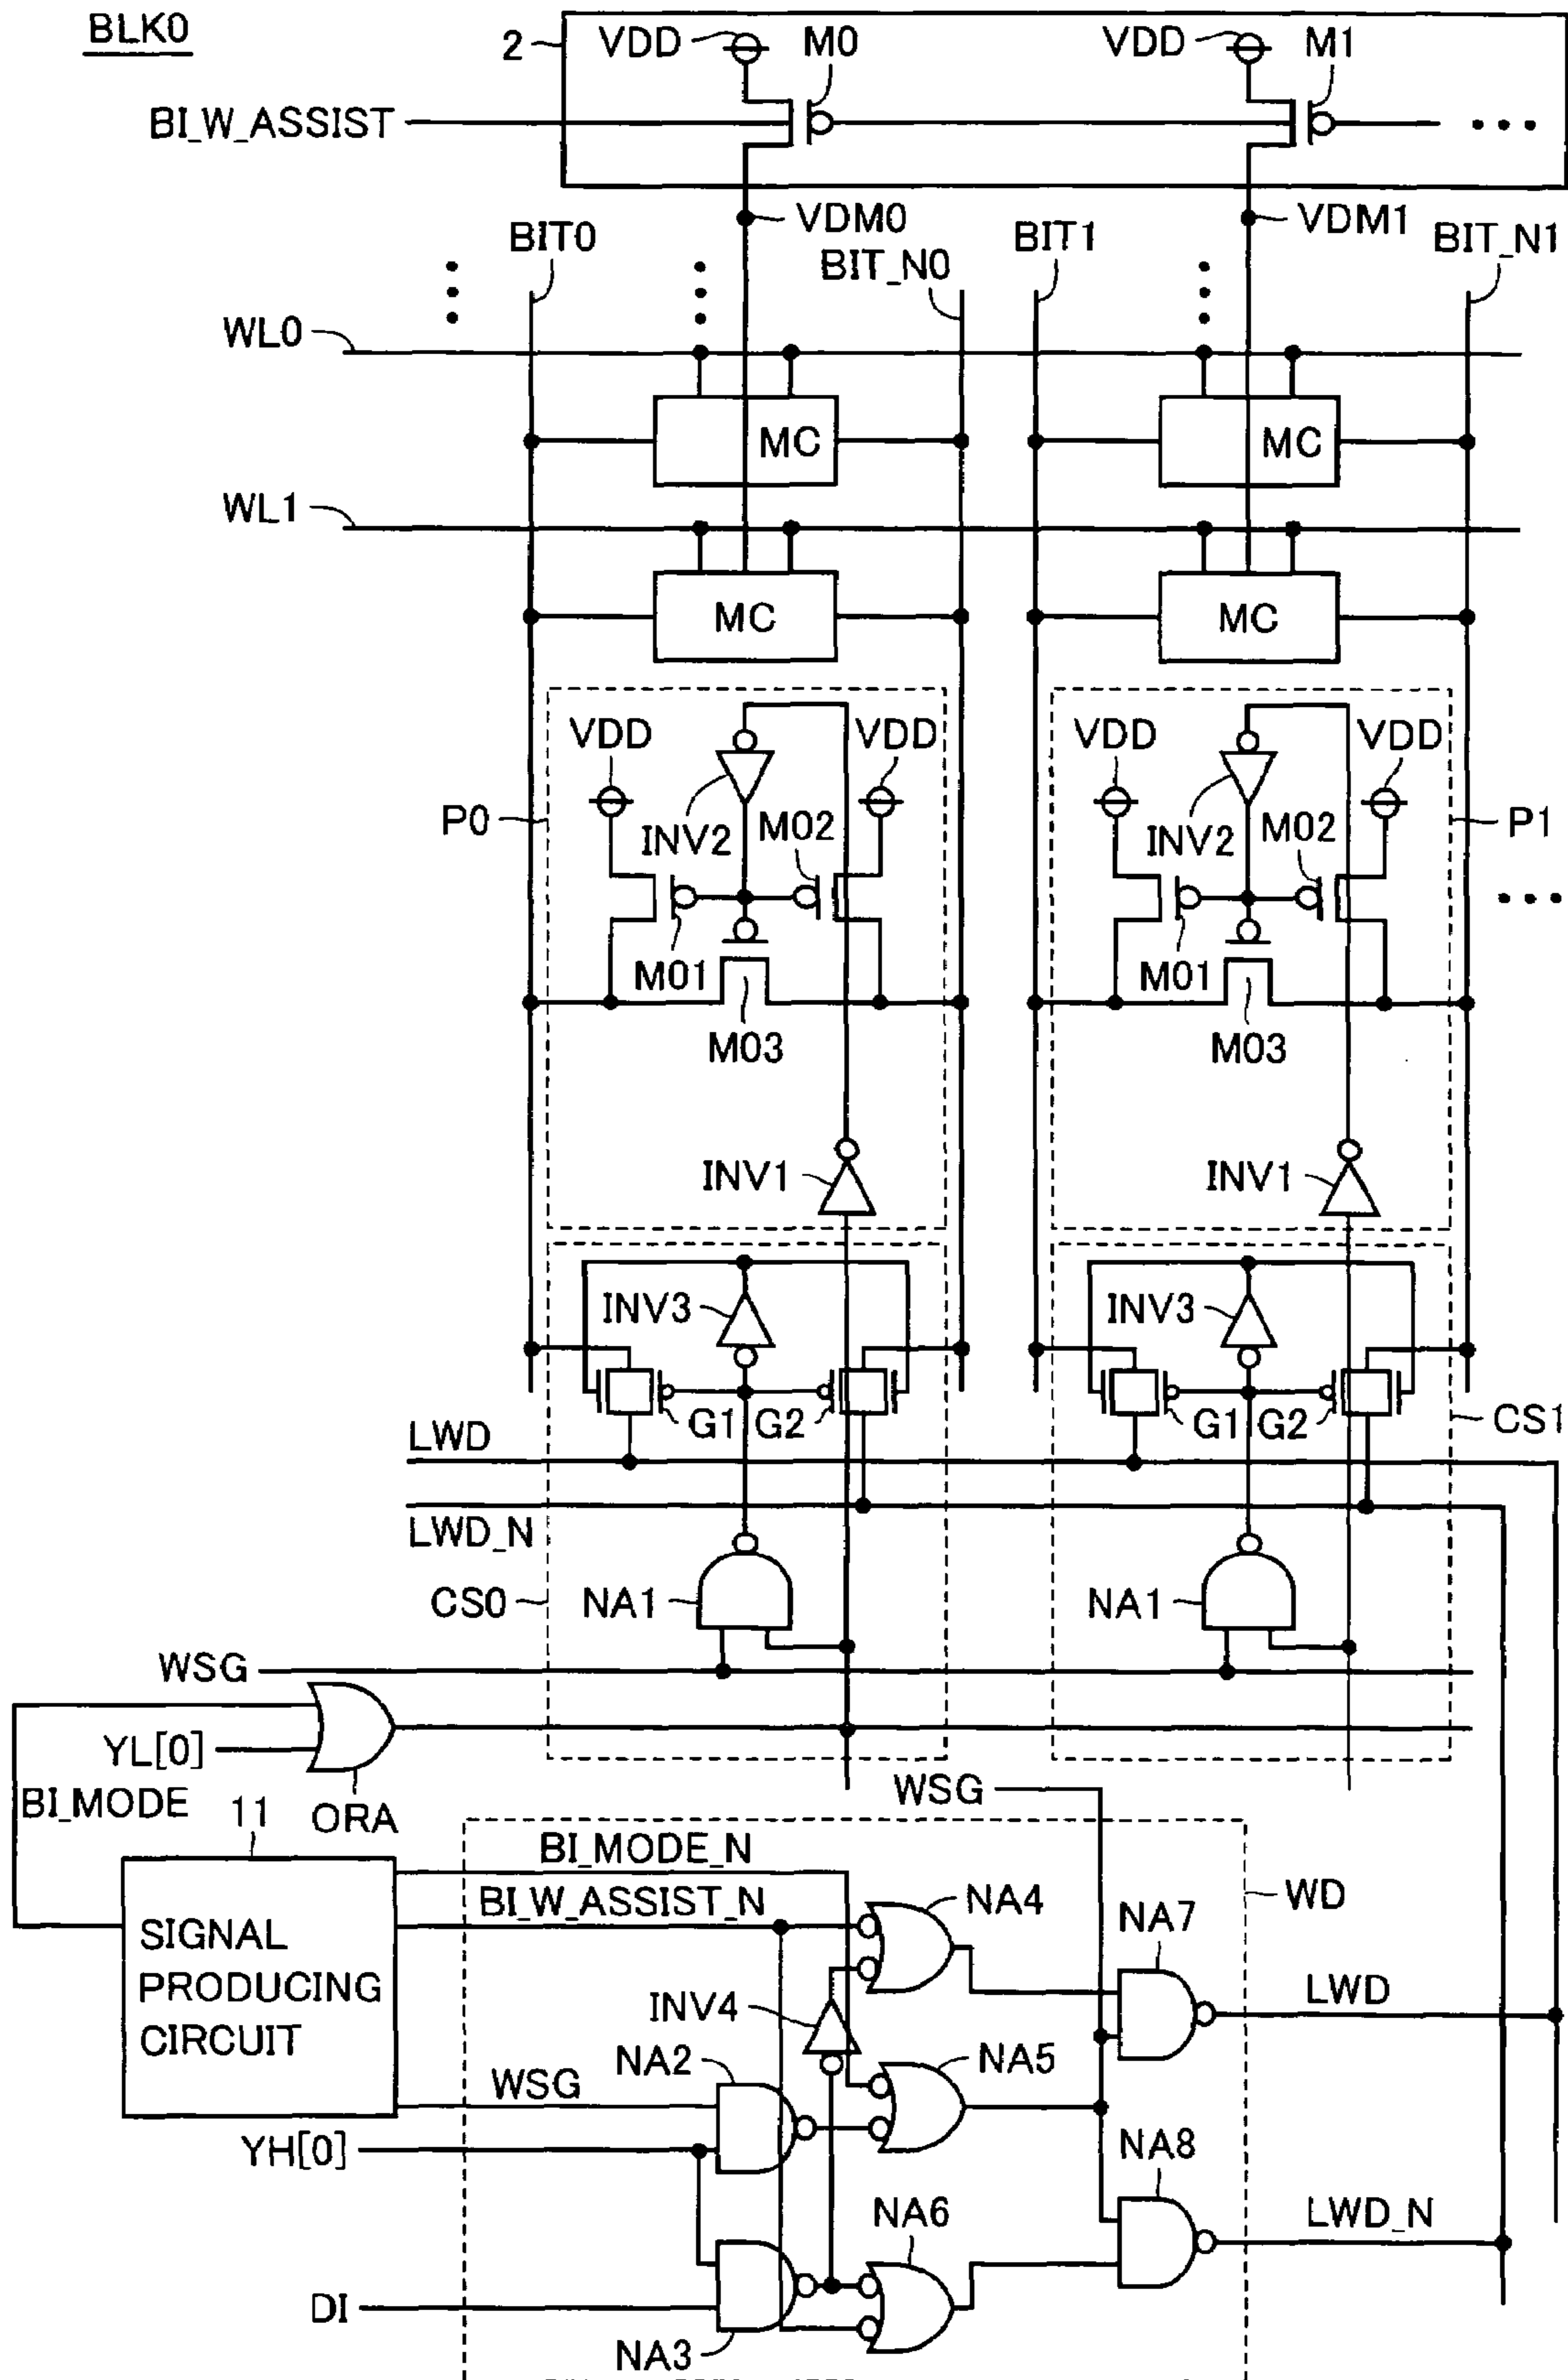 BLK0
2
VDD
M0
VDD
M1
BI_W_ASSIST
...
VDM0
VDM1
BIT0
BIT_N0
BIT1
BIT_N1
WL0
MC
MC
WL1
MC
MC
VDD
VDD
VDD
VDD
P0
INV2
M02
INV2
M02
P1
...
M01
M01
M03
M03
INV1
INV1
INV3
INV3
G1
G2
G1
G2
CS1
LWD
LWD_N
CS0
NA1
NA1
WSG
YL[0]
BI_MODE
ORA
WSG
11
BI_MODE_N
BI_W_ASSIST_N
NA4
WD
NA7
SIGNAL
PRODUCING
CIRCUIT
INV4
LWD
NA2
NA5
WSG
YH[0]
NA8
NA6
LWD_N
DI
NA3